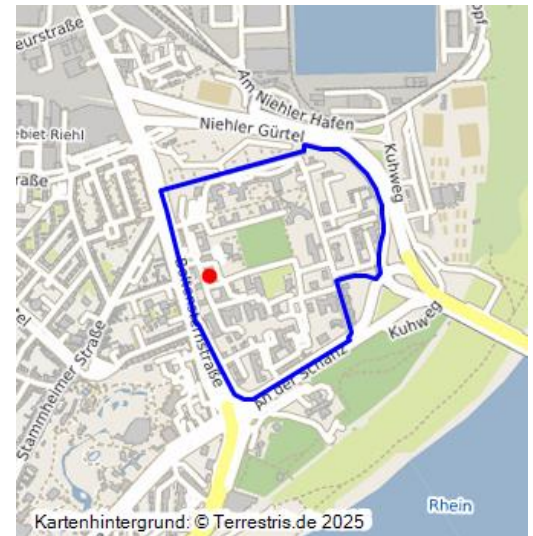 eurstraße
opf
Am Niehler Hafen
Niehler Gürtel
ebiet Riehl
Kuhweg
raße
Boltensternstraße
Stammheimer Straße
Kuhweg
An der Schanz
Rhein
Kartenhintergrund: © Terrestris.de 2025